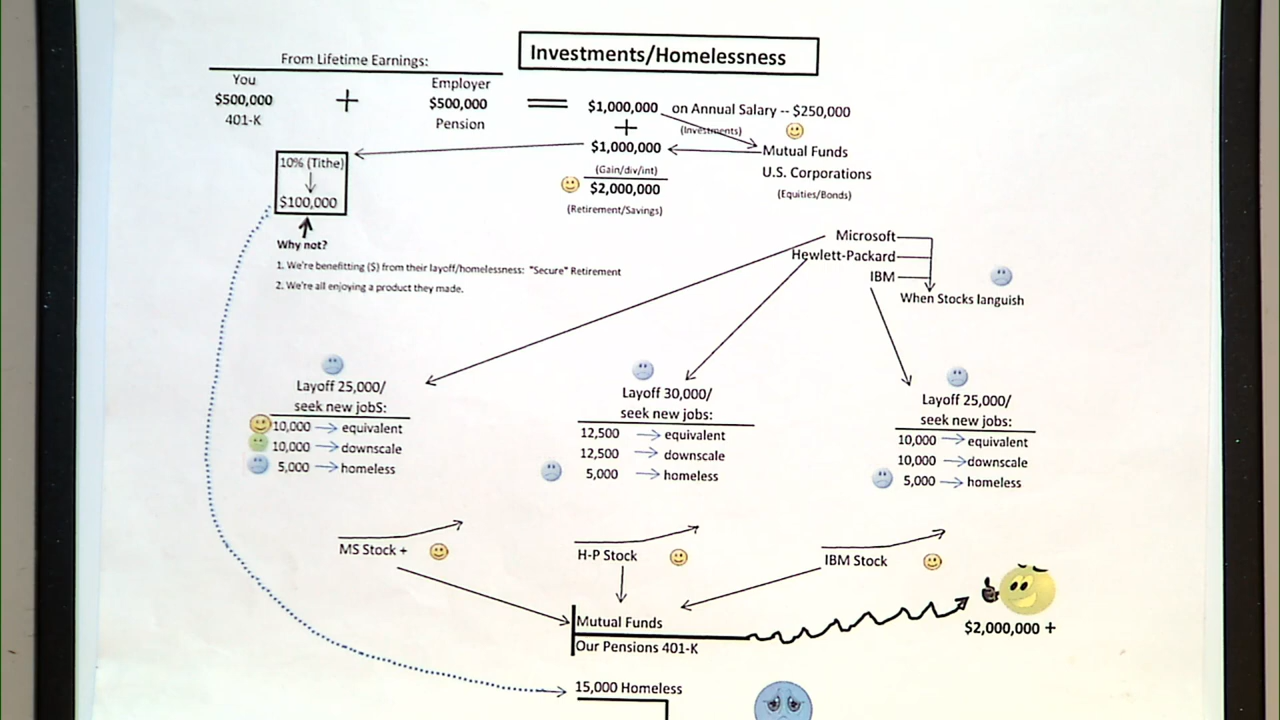 Investments/Homelessness
From Lifetime Earnings:
You
$500,000
401-K
+
Employer
$500,000
Pension
=
$1,000,000 on Annual Salary -- $250,000
+
(Investments)
$1,000,000
(Gain/div/int)
$2,000,000
(Retirement/Savings)
Mutual Funds
U.S. Corporations
(Equities/Bonds)
10% (Tithe)
$100,000
Why not?
1. We're benefitting ($) from their layoff/homelessness: "Secure" Retirement
2. We're all enjoying a product they made.
Microsoft
Hewlett-Packard
IBM
When Stocks languish
Layoff 25,000/
seek new jobS:
10,000 → equivalent
10,000 → downscale
5,000 → homeless
Layoff 30,000/
seek new jobs:
12,500 → equivalent
12,500 → downscale
5,000 → homeless
Layoff 25,000/
seek new jobs:
10,000 → equivalent
10,000 → downscale
5,000 → homeless
MS Stock +
H-P Stock
IBM Stock
Mutual Funds
Our Pensions 401-K
$2,000,000 +
15,000 Homeless